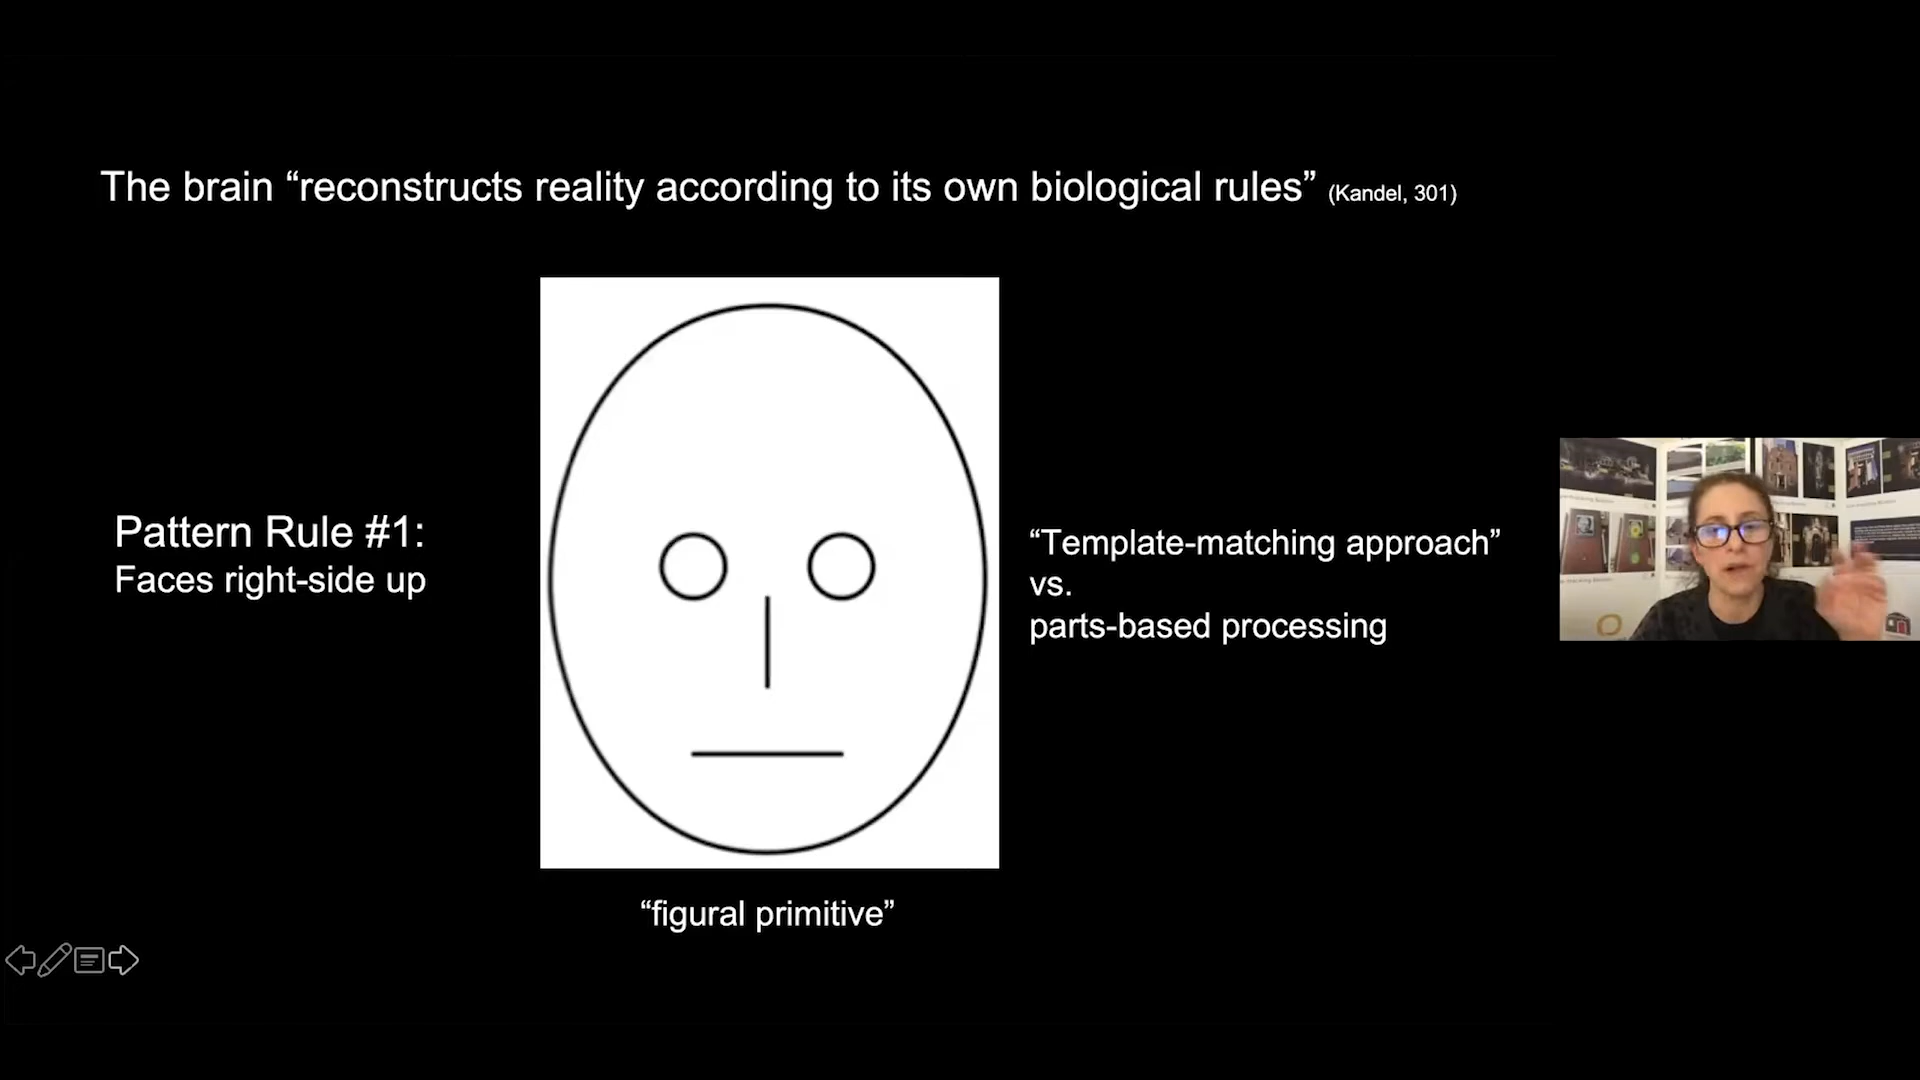 The brain “reconstructs reality according to its own biological rules” (Kandel, 301)
Pattern Rule #1:
Faces right-side up
“Template-matching approach”
vs.
parts-based processing
“figural primitive”